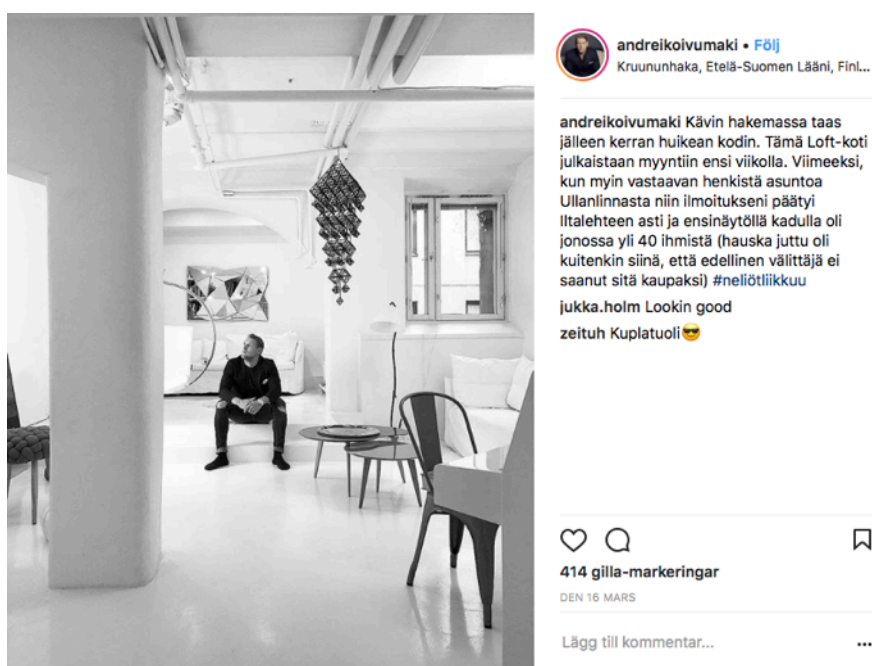 andreikoivumaki • Följ
Kruununhaka, Etelä-Suomen Lääni, Finl...
andreikoivumaki Kävin hakemassa taas
jälleen kerran huikean kodin. Tämä Loft-koti
julkaistaan myyntiin ensi viikolla. Viimeeksi,
kun myin vastaavan henkistä asuntoa
Ullanlinnasta niin ilmoitukseni päätyi
Iltalehteen asti ja ensinäytöllä kadulla oli
jonossa yli 40 ihmistä (hauska juttu oli
kuitenkin siinä, että edellinen välittäjä ei
saanut sitä kaupaksi) #neliötliikkuu
jukka.holm Lookin good
zeituh Kuplatuoli😎
414 gilla-markeringar
DEN 16 MARS
Lägg till kommentar...